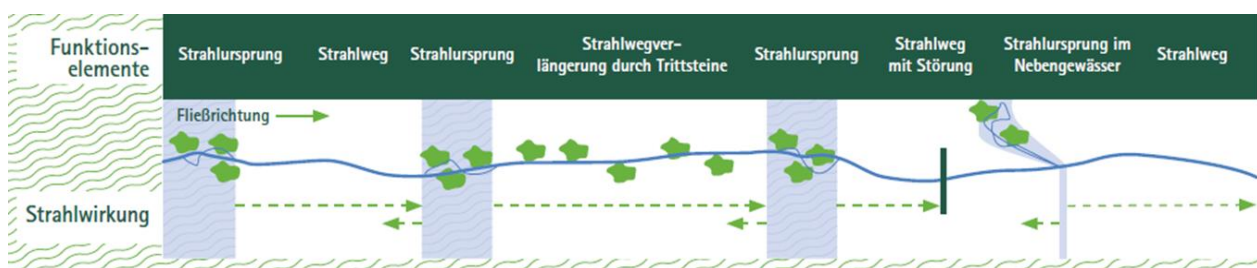 Funktions-
elemente
Strahlursprung
Strahlweg
Strahlursprung
Strahlwegver-
längerung durch Trittsteine
Strahlursprung
Strahlweg
mit Störung
Strahlursprung im
Nebengewässer
Strahlweg
Fließrichtung
Strahlwirkung